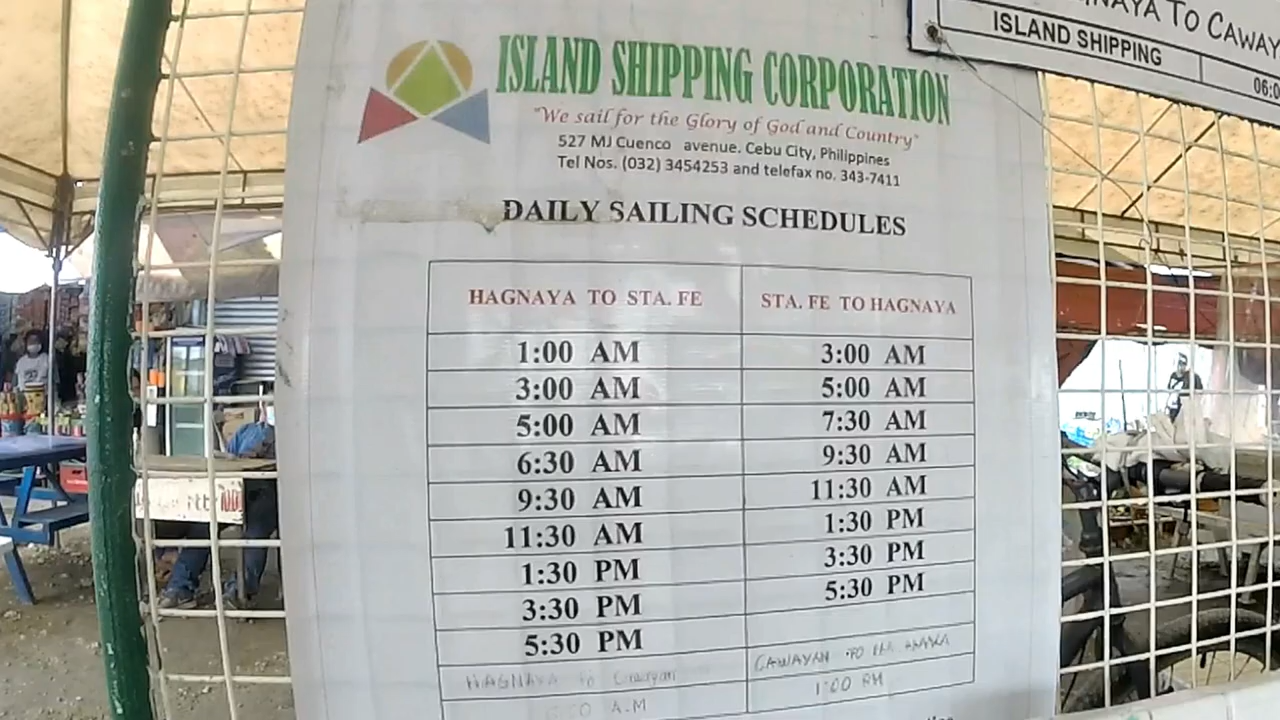 ISLAND SHIPPING CORPORATION
"We sail for the Glory of God and Country"
527 MJ Cuenco avenue. Cebu City, Philippines
Tel Nos. (032) 3454253 and telefax no. 343-7411
DAILY SAILING SCHEDULES
HAGNAYA TO STA. FE STA. FE TO HAGNAYA
1:00 AM 3:00 AM
3:00 AM 5:00 AM
5:00 AM 7:30 AM
6:30 AM 9:30 AM
9:30 AM 11:30 AM
11:30 AM 1:30 PM
1:30 PM 3:30 PM
3:30 PM 5:30 PM
5:30 PM
HAGNAYA to Cawayan CAWAYAN TO
A.M 1:00 PM
TO CAWAY
ISLAND SHIPPING
06:0